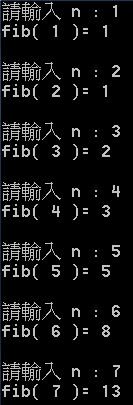 請輸入 n : 1
fib( 1 )= 1
請輸入 n : 2
fib( 2 )= 1
請輸入 n : 3
fib( 3 )= 2
請輸入 n : 4
fib( 4 )= 3
請輸入 n : 5
fib( 5 )= 5
請輸入 n : 6
fib( 6 )= 8
請輸入 n : 7
fib( 7 )= 13